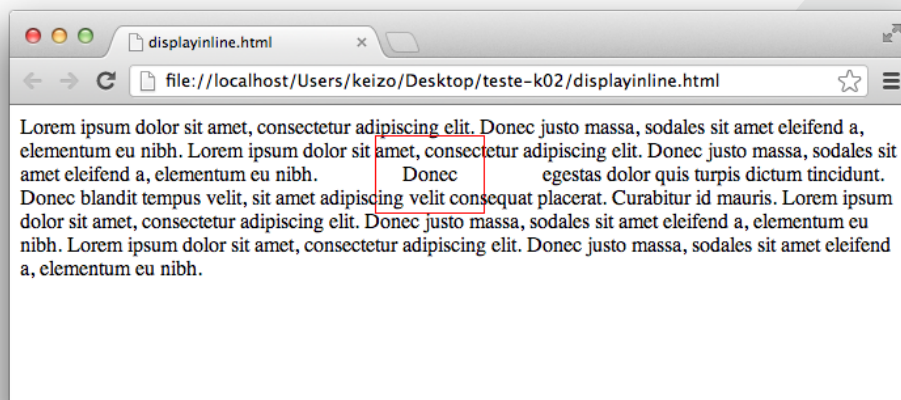 displayinline.html
file://localhost/Users/keizo/Desktop/teste-k02/displayinline.html
Lorem ipsum dolor sit amet, consectetur adipiscing elit. Donec justo massa, sodales sit amet eleifend a,
elementum eu nibh. Lorem ipsum dolor sit amet, consectetur adipiscing elit. Donec justo massa, sodales sit
amet eleifend a, elementum eu nibh. Donec egestas dolor quis turpis dictum tincidunt.
Donec blandit tempus velit, sit amet adipiscing velit consequat placerat. Curabitur id mauris. Lorem ipsum
dolor sit amet, consectetur adipiscing elit. Donec justo massa, sodales sit amet eleifend a, elementum eu
nibh. Lorem ipsum dolor sit amet, consectetur adipiscing elit. Donec justo massa, sodales sit amet eleifend
a, elementum eu nibh.